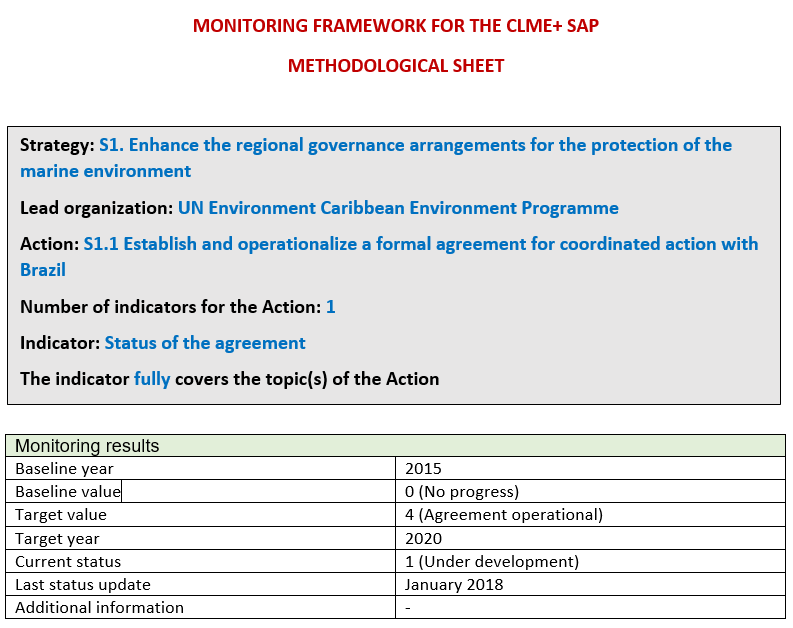 MONITORING FRAMEWORK FOR THE CLME+ SAP
METHODOLOGICAL SHEET
Strategy: S1. Enhance the regional governance arrangements for the protection of the
marine environment
Lead organization: UN Environment Caribbean Environment Programme
Action: S1.1 Establish and operationalize a formal agreement for coordinated action with
Brazil
Number of indicators for the Action: 1
Indicator: Status of the agreement
The indicator fully covers the topic(s) of the Action
Monitoring results
Baseline year 2015
Baseline value 0 (No progress)
Target value 4 (Agreement operational)
Target year 2020
Current status 1 (Under development)
Last status update January 2018
Additional information -